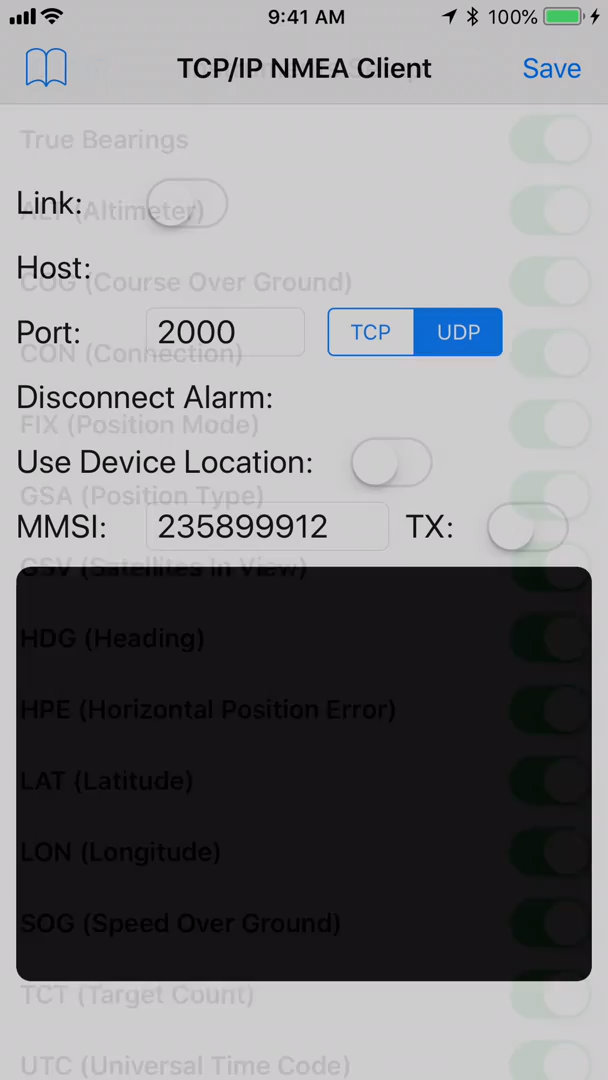 9:41 AM 100%
TCP/IP NMEA Client Save
True Bearings
Link:
ALT (Altimeter)
Host:
COG (Course Over Ground)
Port: 2000 TCP UDP
CON (Connection)
Disconnect Alarm:
FIX (Position Mode)
Use Device Location:
GSA (Position Type)
MMSI: 235899912 TX:
GSV (Satellites In View)
HDG (Heading)
HPE (Horizontal Position Error)
LAT (Latitude)
LON (Longitude)
SOG (Speed Over Ground)
TCT (Target Count)
UTC (Universal Time Code)